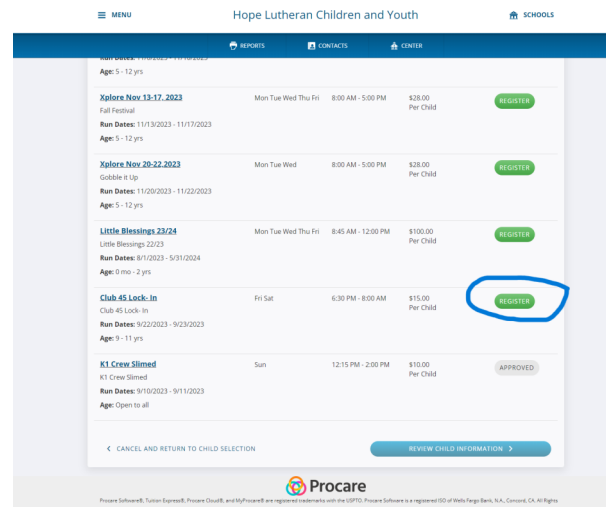 MENU
Hope Lutheran Children and Youth
SCHOOLS
REPORTS CONTACTS CENTER
Run Dates: 11/6/2023 - 11/10/2023
Age: 5 - 12 yrs
Xplore Nov 13-17, 2023 Mon Tue Wed Thu Fri 8:00 AM - 5:00 PM $28.00 REGISTER
Fall Festival Per Child
Run Dates: 11/13/2023 - 11/17/2023
Age: 5 - 12 yrs
Xplore Nov 20-22,2023 Mon Tue Wed 8:00 AM - 5:00 PM $28.00 REGISTER
Gobble it Up Per Child
Run Dates: 11/20/2023 - 11/22/2023
Age: 5 - 12 yrs
Little Blessings 23/24 Mon Tue Wed Thu Fri 8:45 AM - 12:00 PM $100.00 REGISTER
Little Blessings 22/23 Per Child
Run Dates: 8/1/2023 - 5/31/2024
Age: 0 mo - 2 yrs
Club 45 Lock- In Fri Sat 6:30 PM - 8:00 AM $15.00 REGISTER
Club 45 Lock- In Per Child
Run Dates: 9/22/2023 - 9/23/2023
Age: 9 - 11 yrs
K1 Crew Slimed Sun 12:15 PM - 2:00 PM $10.00 APPROVED
K1 Crew Slimed Per Child
Run Dates: 9/10/2023 - 9/11/2023
Age: Open to all
CANCEL AND RETURN TO CHILD SELECTION REVIEW CHILD INFORMATION
Procare
Procare Software®, Tuition Express®, Procare Cloud®, and MyProcare® are registered trademarks with the USPTO. Procare Software is a registered ISO of Wells Fargo Bank, N.A., Concord, CA. All Rights